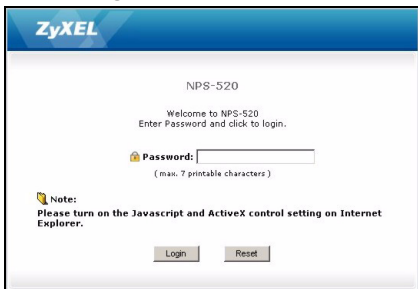 ZyXEL
NPS-520
Welcome to NPS-520
Enter Password and click to login.
Password:
( max. 7 printable characters )
Note:
Please turn on the Javascript and ActiveX control setting on Internet
Explorer.
Login Reset